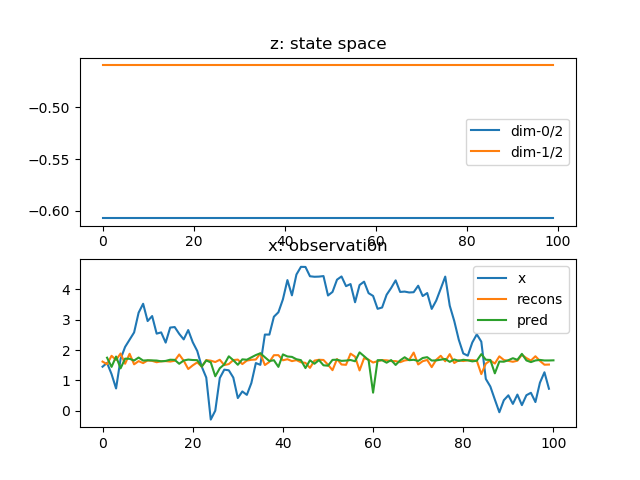 z: state space
−0.50
−0.55
−0.60
dim-0/2
dim-1/2
0 20 40 60 80 100
x: observation
4
3
2
1
0
x
recons
pred
0 20 40 60 80 100